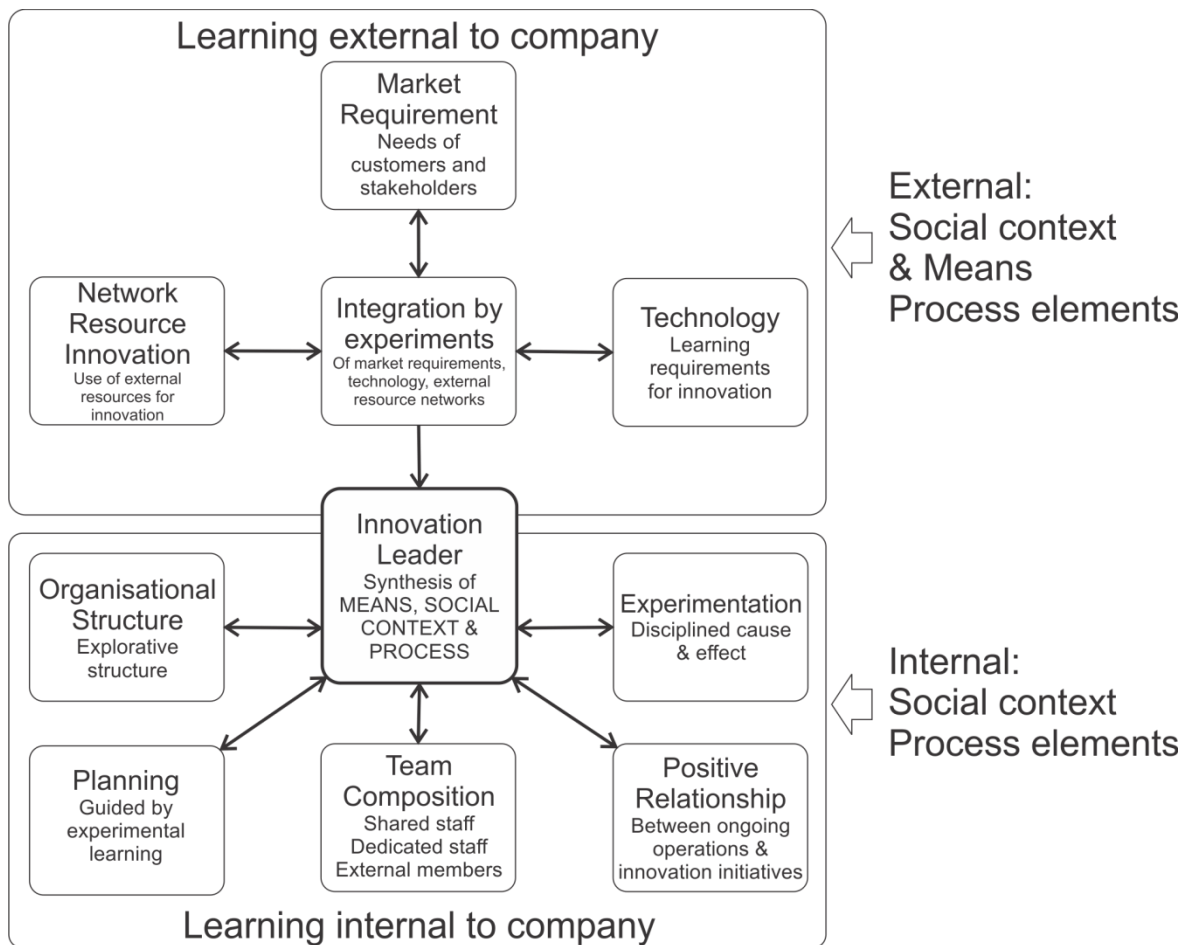 Learning external to company
Market
Requirement
Needs of
customers and
stakeholders
Network
Resource
Innovation
Use of external
resources for
innovation
Integration by
experiments
Of market requirements,
technology, external
resource networks
Technology
Learning
requirements
for innovation
External:
Social context
& Means
Process elements
Innovation
Leader
Synthesis of
MEANS, SOCIAL
CONTEXT &
PROCESS
Organisational
Structure
Explorative
structure
Experimentation
Disciplined cause
& effect
Internal:
Social context
Process elements
Planning
Guided by
experimental
learning
Team
Composition
Shared staff
Dedicated staff
External members
Positive
Relationship
Between ongoing
operations &
innovation initiatives
Learning internal to company